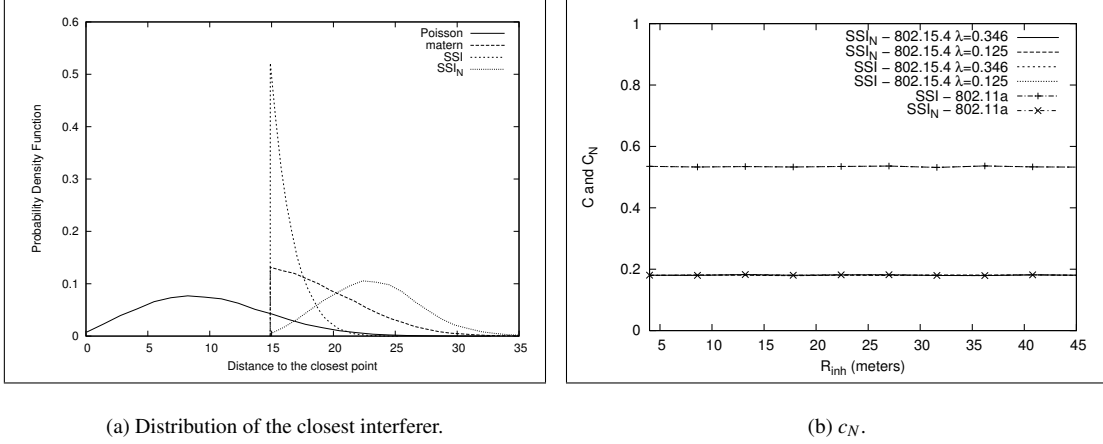 0.6
0.5
0.4
0.3
0.2
0.1
0
Probability Density Function
0 5 10 15 20 25 30 35
Distance to the closest point
Poisson
matern
SSI
SSI_N
1
0.8
0.6
0.4
0.2
0
C and C_N
5 10 15 20 25 30 35 40 45
R_inh (meters)
SSI_N – 802.15.4 λ=0.346
SSI_N – 802.15.4 λ=0.125
SSI – 802.15.4 λ=0.346
SSI – 802.15.4 λ=0.125
SSI – 802.11a
SSI_N – 802.11a
(a) Distribution of the closest interferer.
(b) c_N.